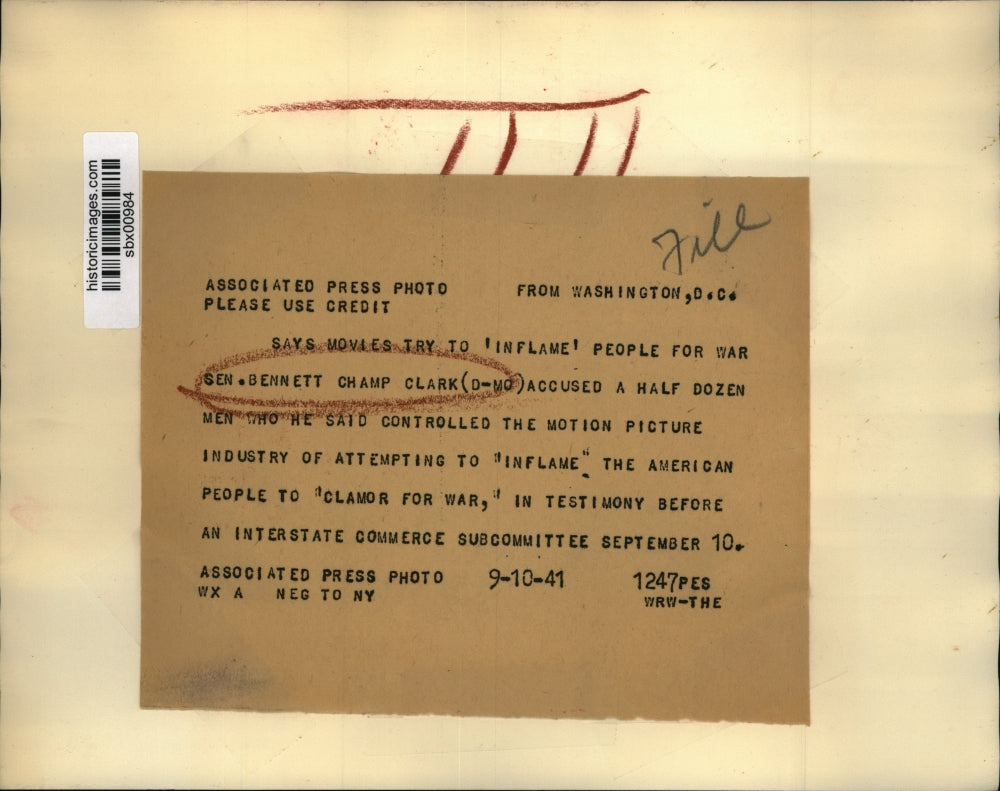 historicimages.com
sbx00984
File
ASSOCIATED PRESS PHOTO FROM WASHINGTON, D.C.
PLEASE USE CREDIT
SAYS MOVIES TRY TO 'INFLAME' PEOPLE FOR WAR
SEN. BENNETT CHAMP CLARK(D-MO)ACCUSED A HALF DOZEN
MEN WHO HE SAID CONTROLLED THE MOTION PICTURE
INDUSTRY OF ATTEMPTING TO "INFLAME" THE AMERICAN
PEOPLE TO "CLAMOR FOR WAR," IN TESTIMONY BEFORE
AN INTERSTATE COMMERCE SUBCOMMITTEE SEPTEMBER 10.
ASSOCIATED PRESS PHOTO 9-10-41 1247PES
WX A NEG TO NY WRW-THE